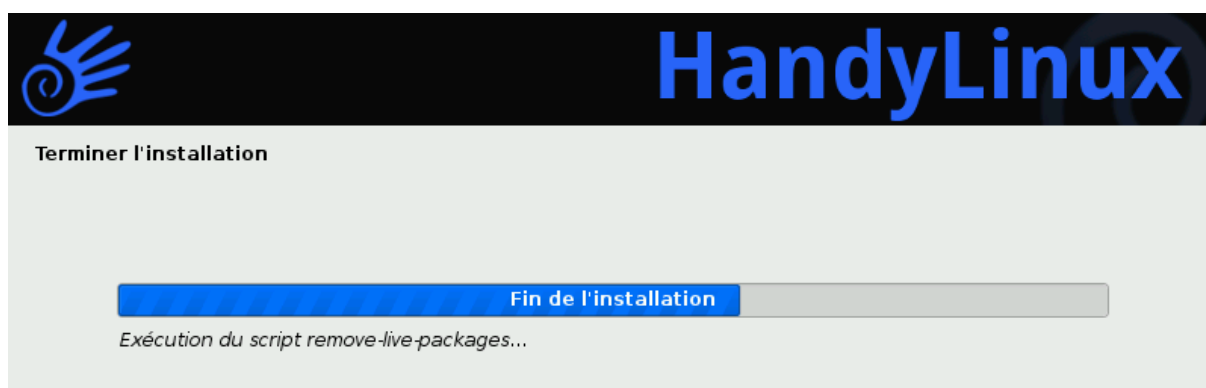 HandyLinux
Terminer l'installation
Fin de l'installation
Exécution du script remove-live-packages...